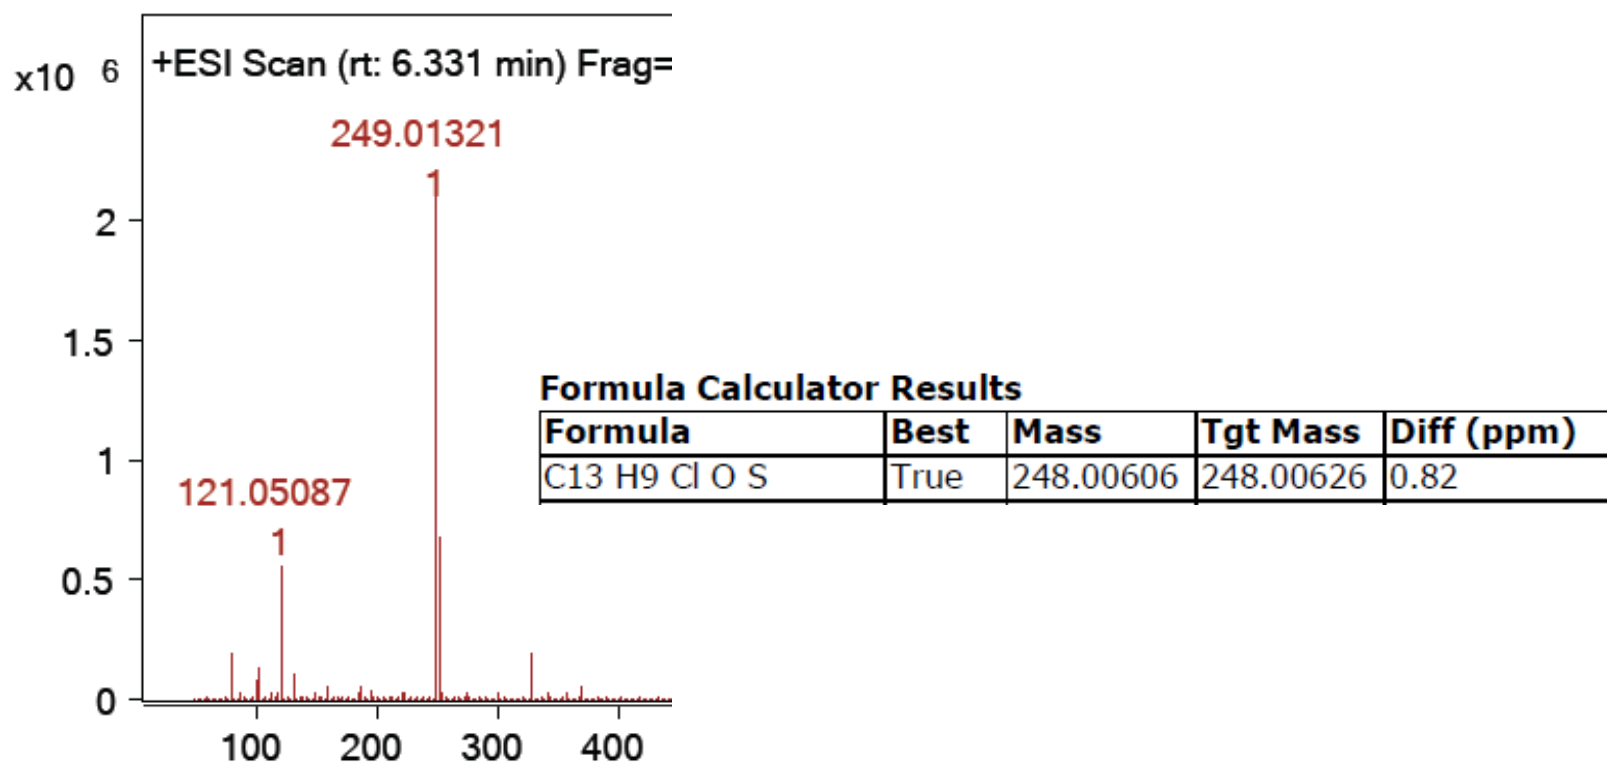 x10 6
+ESI Scan (rt: 6.331 min) Frag=
249.01321
1
2
1.5
1
121.05087
1
0.5
0
100 200 300 400
Formula Calculator Results
Formula Best Mass Tgt Mass Diff (ppm)
C13 H9 Cl O S True 248.00606 248.00626 0.82